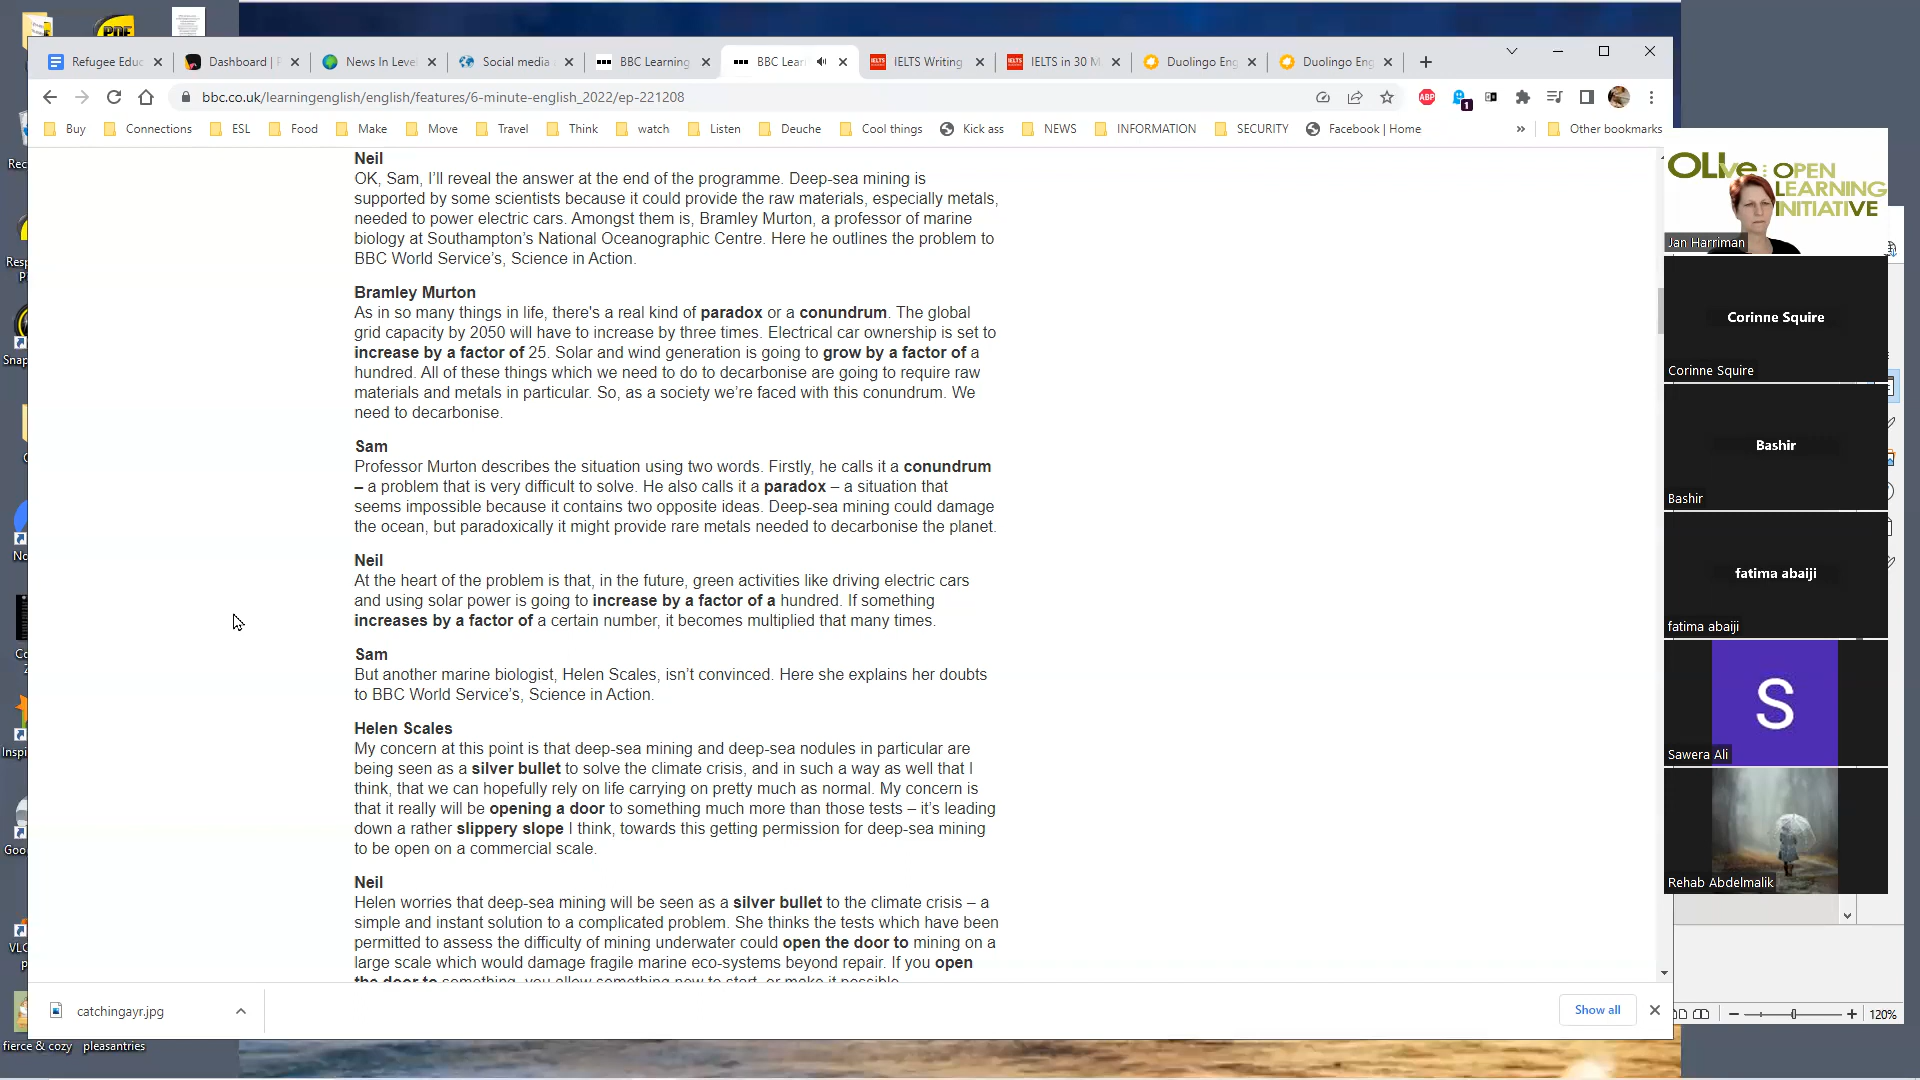 PDF
Refugee Educ
Dashboard |
News In Leve
Social media
BBC Learning
BBC Lear
IELTS Writing
IELTS in 30 M
Duolingo Eng
Duolingo Eng
bbc.co.uk/learningenglish/english/features/6-minute-english_2022/ep-221208
ABP
1
Buy
Connections
ESL
Food
Make
Move
Travel
Think
watch
Listen
Deuche
Cool things
Kick ass
NEWS
INFORMATION
SECURITY
Facebook | Home
»
Other bookmarks
Neil
OK, Sam, I’ll reveal the answer at the end of the programme. Deep-sea mining is
supported by some scientists because it could provide the raw materials, especially metals,
needed to power electric cars. Amongst them is, Bramley Murton, a professor of marine
biology at Southampton’s National Oceanographic Centre. Here he outlines the problem to
BBC World Service’s, Science in Action.
Bramley Murton
As in so many things in life, there's a real kind of paradox or a conundrum. The global
grid capacity by 2050 will have to increase by three times. Electrical car ownership is set to
increase by a factor of 25. Solar and wind generation is going to grow by a factor of a
hundred. All of these things which we need to do to decarbonise are going to require raw
materials and metals in particular. So, as a society we’re faced with this conundrum. We
need to decarbonise.
Sam
Professor Murton describes the situation using two words. Firstly, he calls it a conundrum
– a problem that is very difficult to solve. He also calls it a paradox – a situation that
seems impossible because it contains two opposite ideas. Deep-sea mining could damage
the ocean, but paradoxically it might provide rare metals needed to decarbonise the planet.
Neil
At the heart of the problem is that, in the future, green activities like driving electric cars
and using solar power is going to increase by a factor of a hundred. If something
increases by a factor of a certain number, it becomes multiplied that many times.
Sam
But another marine biologist, Helen Scales, isn’t convinced. Here she explains her doubts
to BBC World Service’s, Science in Action.
Helen Scales
My concern at this point is that deep-sea mining and deep-sea nodules in particular are
being seen as a silver bullet to solve the climate crisis, and in such a way as well that I
think, that we can hopefully rely on life carrying on pretty much as normal. My concern is
that it really will be opening a door to something much more than those tests – it’s leading
down a rather slippery slope I think, towards this getting permission for deep-sea mining
to be open on a commercial scale.
Neil
Helen worries that deep-sea mining will be seen as a silver bullet to the climate crisis – a
simple and instant solution to a complicated problem. She thinks the tests which have been
permitted to assess the difficulty of mining underwater could open the door to mining on a
large scale which would damage fragile marine eco-systems beyond repair. If you open
the door to something, you allow something new to start, or make it possible.
OLIve : OPEN
LEARNING
INITIATIVE
Jan Harriman
Corinne Squire
Corinne Squire
Bashir
Bashir
fatima abaiji
fatima abaiji
S
Sawera Ali
Rehab Abdelmalik
Rec
Resp
P
Snap
C
No
Co
Z
Inspi
Goo
VLC
p
fierce & cozy
pleasantries
catchingayr.jpg
Show all
120%